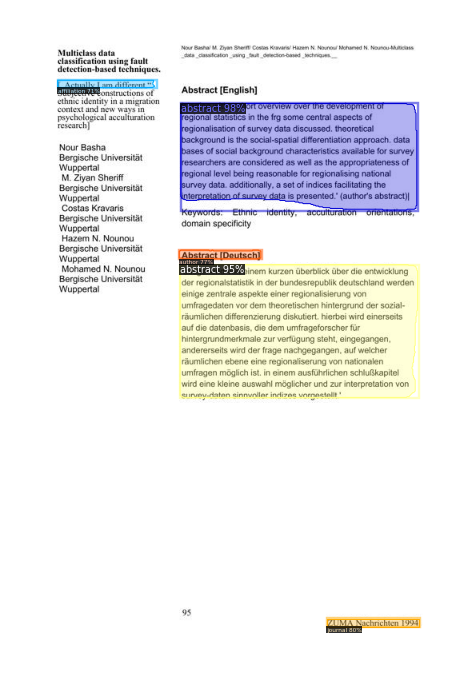 Nour Basha/ M. Ziyan Sheriff/ Costas Kravaris/ Hazem N. Nounou/ Mohamed N. Nounou-Multiclass
_data _classification _using _fault _detection-based techniques.__
Multiclass data
classification using fault
detection-based techniques.
„Actually I am different."
affiliation 71%
Subjective constructions of
ethnic identity in a migration
context and new ways in
psychological acculturation
research]
Nour Basha
Bergische Universität
Wuppertal
M. Ziyan Sheriff
Bergische Universität
Wuppertal
Costas Kravaris
Bergische Universität
Wuppertal
Hazem N. Nounou
Bergische Universität
Wuppertal
Mohamed N. Nounou
Bergische Universität
Wuppertal
Abstract [English]
abstract 98%
overview over the development of
regional statistics in the frg some central aspects of
regionalisation of survey data discussed. theoretical
background is the social-spatial differentiation approach. data
bases of social background characteristics available for survey
researchers are considered as well as the appropriateness of
regional level being reasonable for regionalising national
survey data. additionally, a set of indices facilitating the
interpretation of survey data is presented.' (author's abstract)|
Keywords: Ethnic identity, acculturation orientations,
domain specificity
Abstract [Deutsch]
author 77%
abstract 95%
einem kurzen überblick über die entwicklung
der regionalstatistik in der bundesrepublik deutschland werden
einige zentrale aspekte einer regionalisierung von
umfragedaten vor dem theoretischen hintergrund der sozial-
räumlichen differenzierung diskutiert. hierbei wird einerseits
auf die datenbasis, die dem umfrageforscher für
hintergrundmerkmale zur verfügung steht, eingegangen,
andererseits wird der frage nachgegangen, auf welcher
räumlichen ebene eine regionalisierung von nationalen
umfragen möglich ist. in einem ausführlichen schlußkapitel
wird eine kleine auswahl möglicher und zur interpretation von
survey-daten sinnvoller indizes vorgestellt.'
95
ZUMA Nachrichten 1994
journal 80%